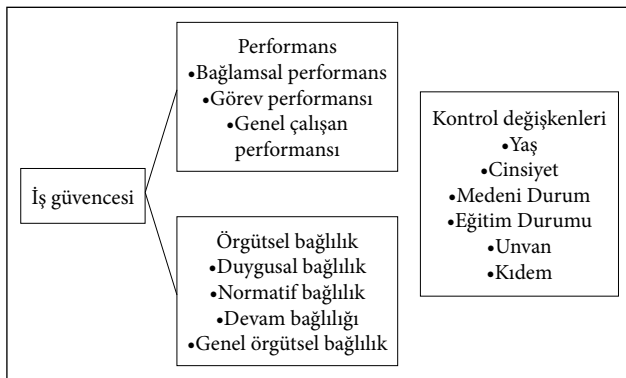 İş güvencesi
Performans
•Bağlamsal performans
•Görev performansı
•Genel çalışan
performansı
Örgütsel bağlılık
•Duygusal bağlılık
•Normatif bağlılık
•Devam bağlılığı
•Genel örgütsel bağlılık
Kontrol değişkenleri
•Yaş
•Cinsiyet
•Medeni Durum
•Eğitim Durumu
•Unvan
•Kıdem